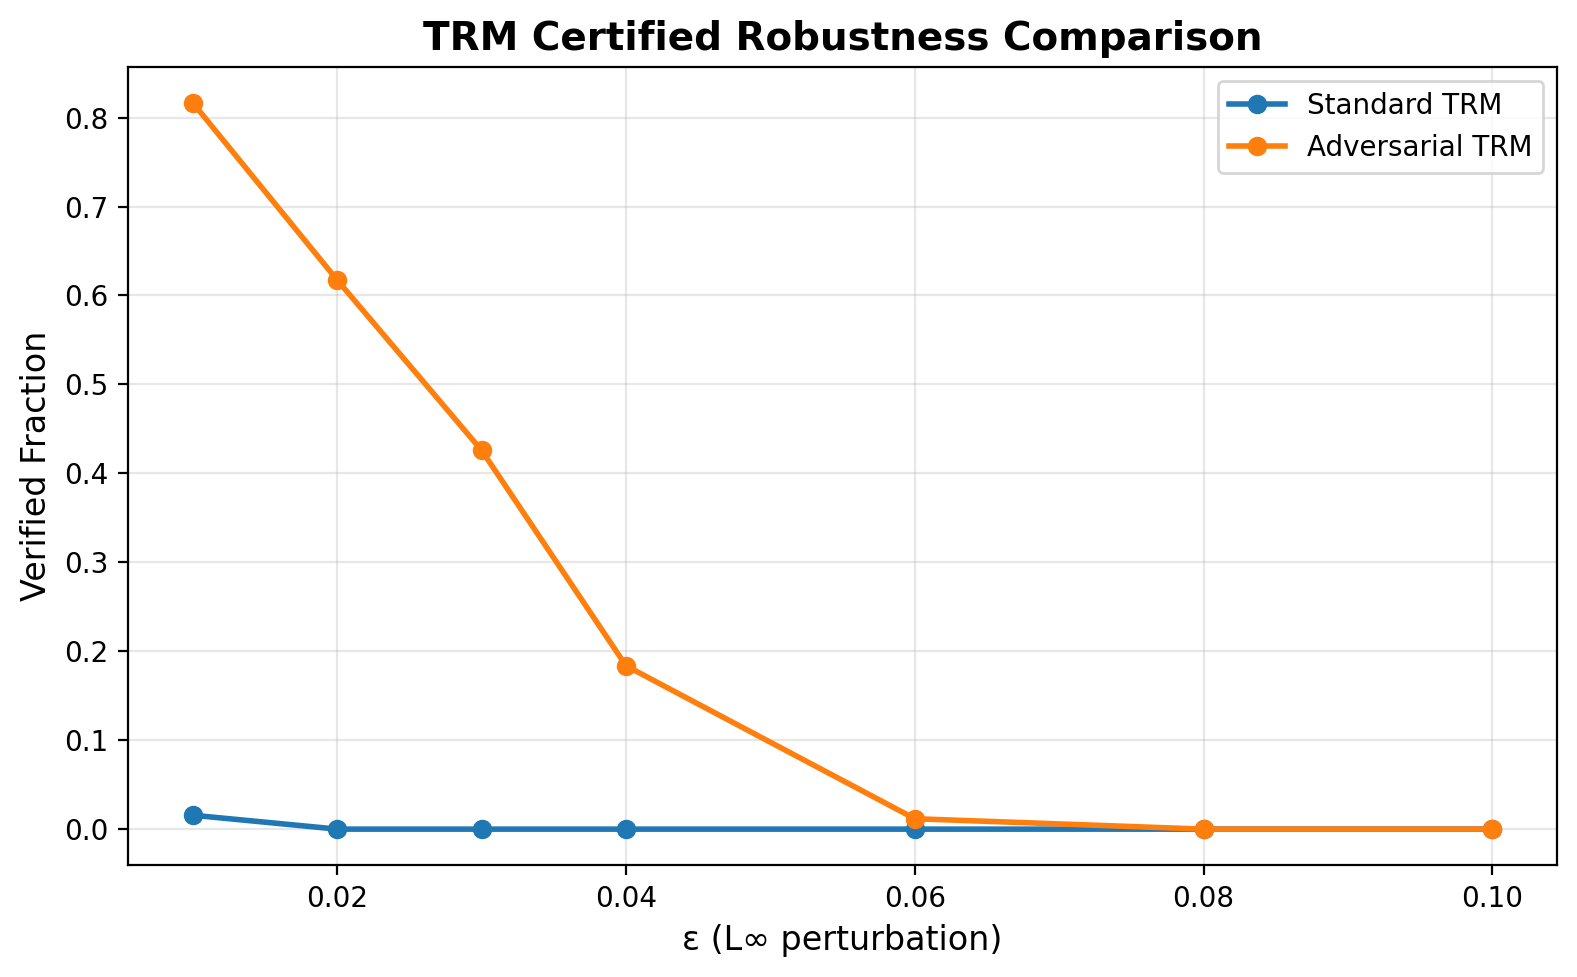 TRM Certified Robustness Comparison
Standard TRM
Adversarial TRM
Verified Fraction
0.8
0.7
0.6
0.5
0.4
0.3
0.2
0.1
0.0
0.02
0.04
0.06
0.08
0.10
ε (L∞ perturbation)